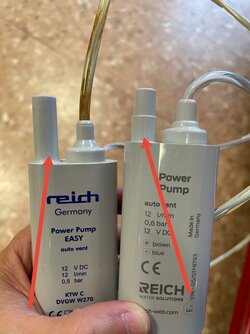 reich
Germany
Power Pump
EASY
auto vent
12 V DC
12 l/min
0,5 bar
CE
KTW C
DVGW W270
Power
Pump
auto vent
12 l/min
0,6 bar
12 V DC
+ brown
– blue
CE
Made in
Germany
REICH
WATER SOLUTIONS